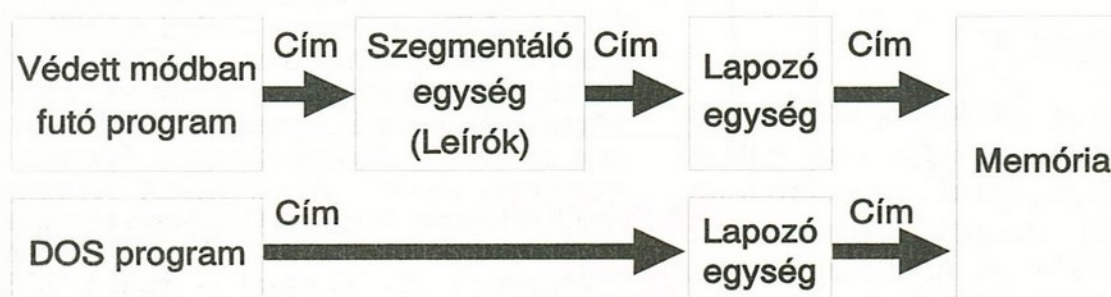 Védett módban
futó program
Cím
Szegmentáló
egység
(Leírók)
Cím
Lapozó
egység
Cím
Memória
DOS program
Cím
Lapozó
egység
Cím